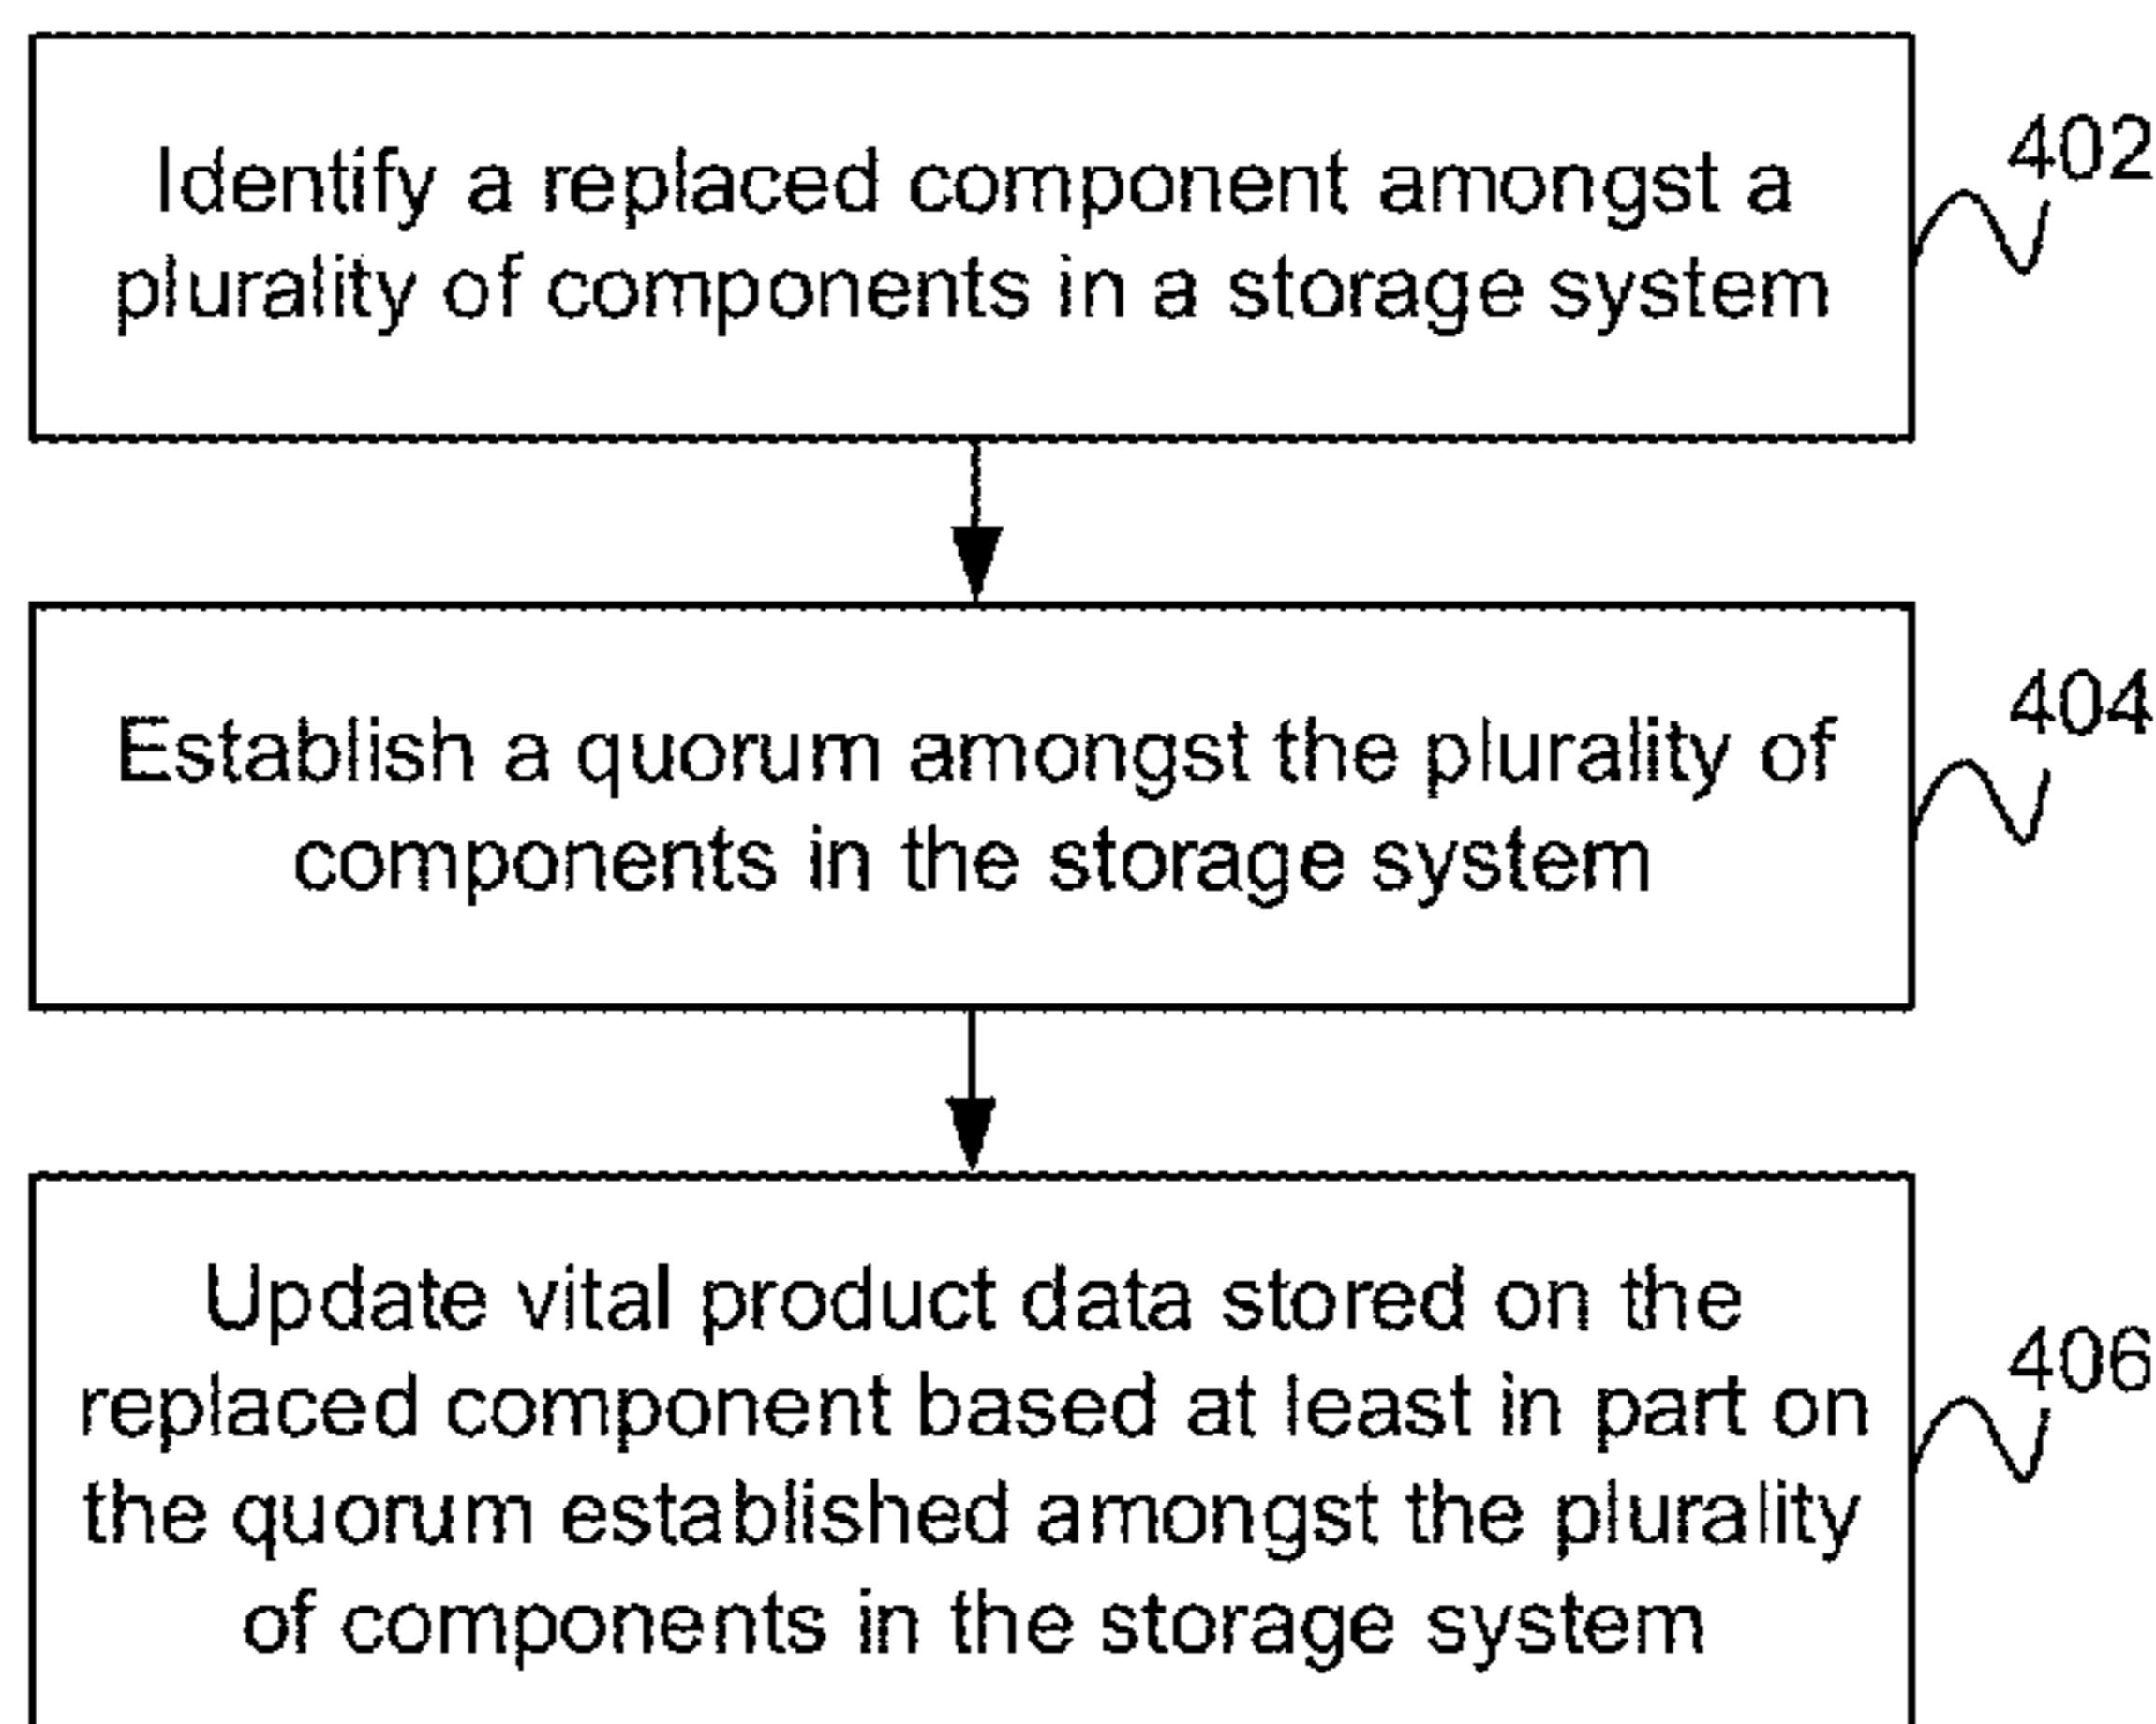 Identify a replaced component amongst a
plurality of components in a storage system
402
Establish a quorum amongst the plurality of
components in the storage system
404
Update vital product data stored on the
replaced component based at least in part on
the quorum established amongst the plurality
of components in the storage system
406